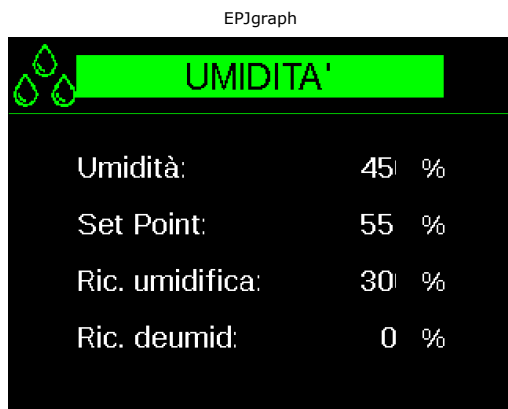 EPJgraph
UMIDITA'
Umidità: 45 %
Set Point: 55 %
Ric. umidifica: 30 %
Ric. deumid: 0 %